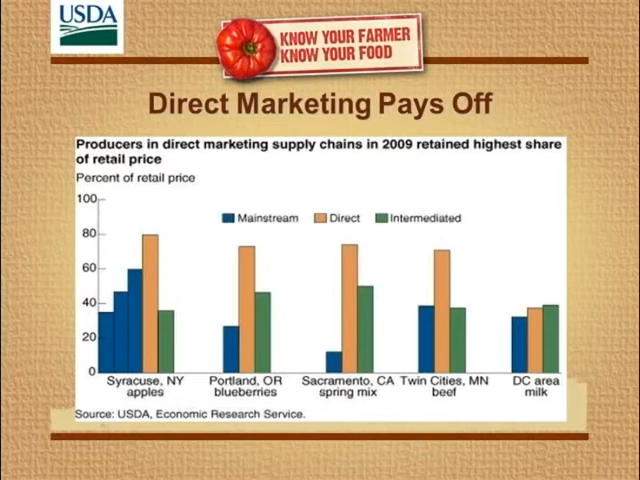 USDA
KNOW YOUR FARMER
KNOW YOUR FOOD
Direct Marketing Pays Off
Producers in direct marketing supply chains in 2009 retained highest share
of retail price
Percent of retail price
100
80
60
40
20
0
Mainstream Direct Intermediated
Syracuse, NY Portland, OR Sacramento, CA Twin Cities, MN DC area
apples blueberries spring mix beef milk
Source: USDA, Economic Research Service.